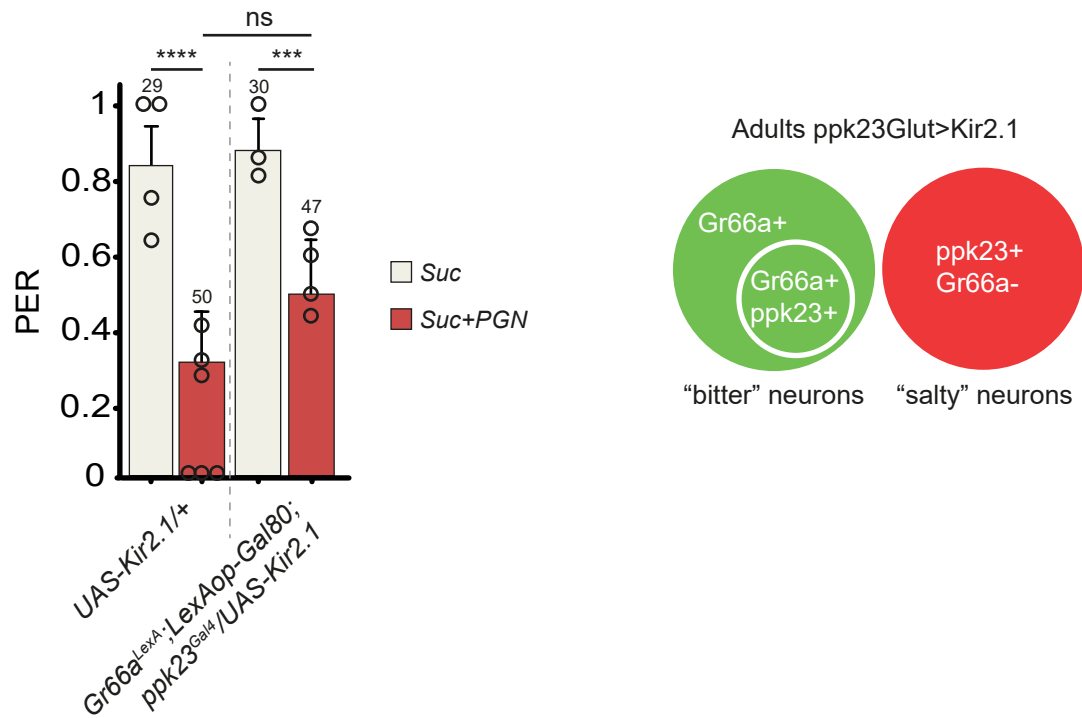 ns
****
***
29
30
50
47
PER
1
0.8
0.6
0.4
0.2
0
Suc
Suc+PGN
UAS-Kir2.1/+
Gr66aLexA;LexAop-Gal80;
ppk23Gal4/UAS-Kir2.1
Adults ppk23Glut>Kir2.1
Gr66a+
Gr66a+
ppk23+
ppk23+
Gr66a-
“bitter” neurons
“salty” neurons